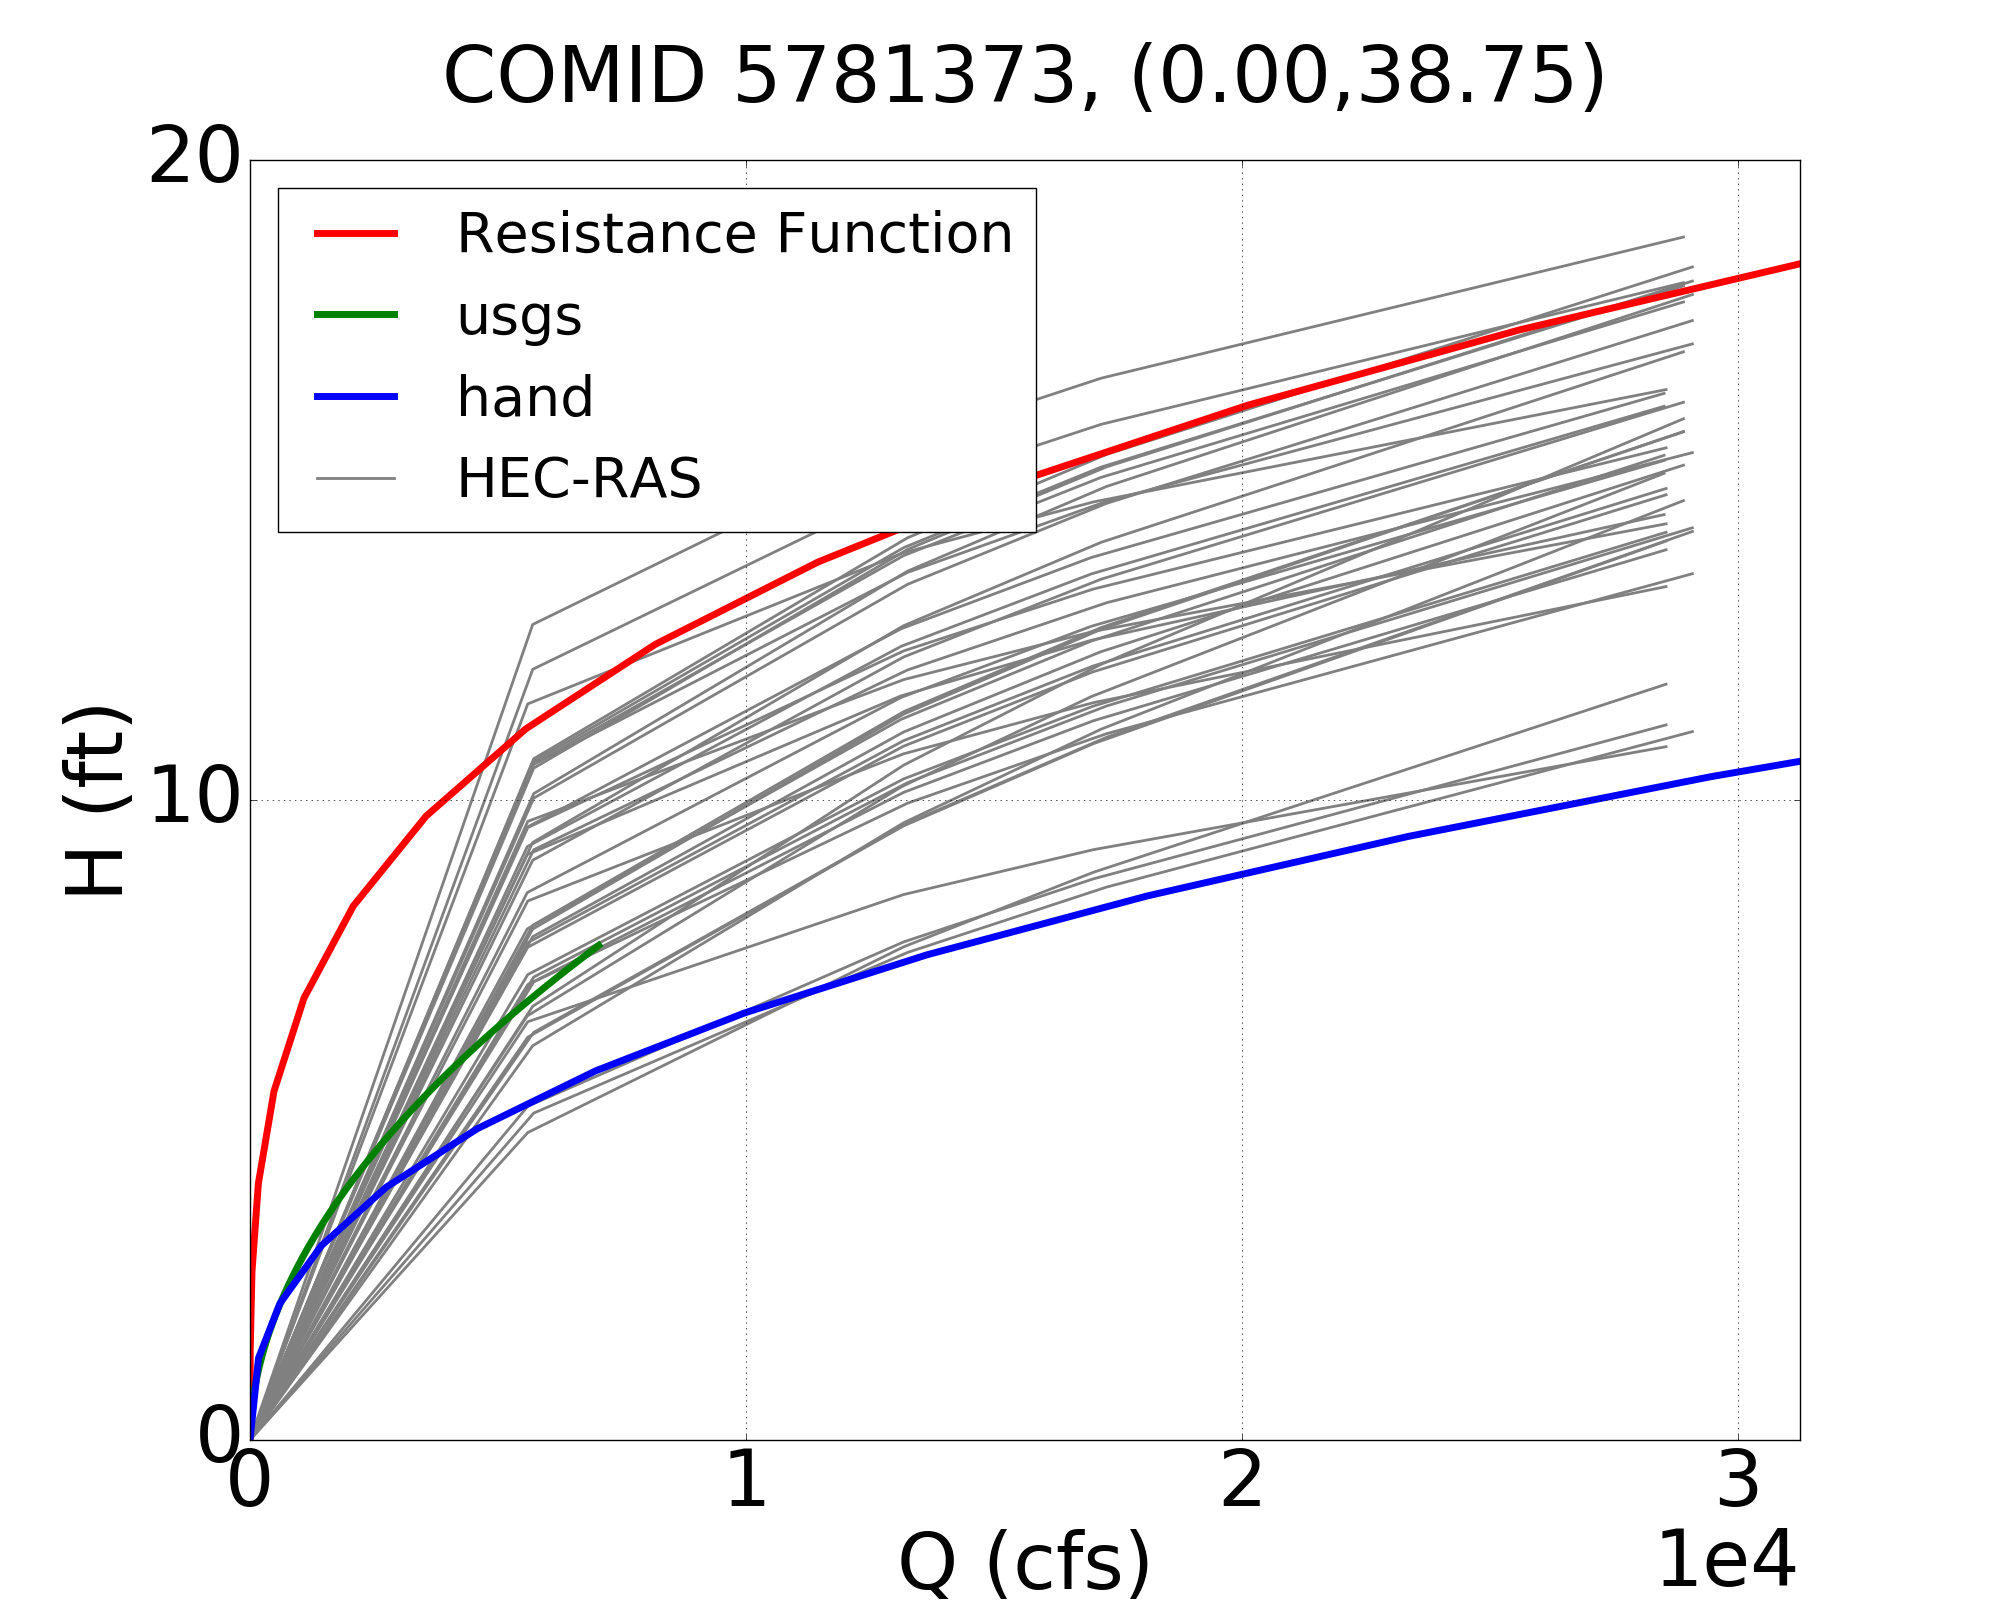 COMID 5781373, (0.00,38.75)
20
Resistance Function
usgs
hand
HEC-RAS
10
H (ft)
0
0 1 2 3
Q (cfs)
1e4